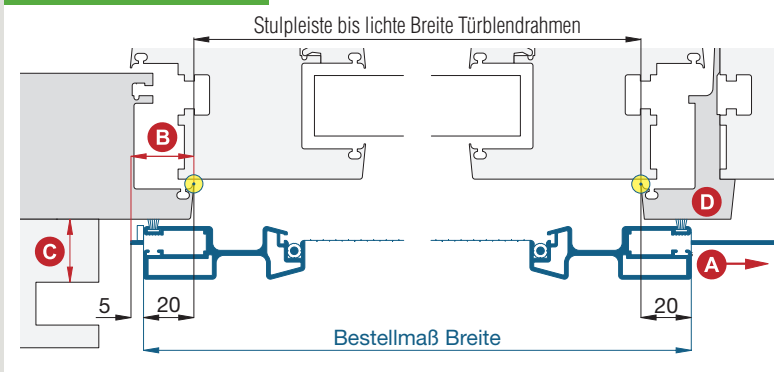 Stulpleiste bis lichte Breite Türblendrahmen
B
D
C
A
5
20
20
Bestellmaß Breite